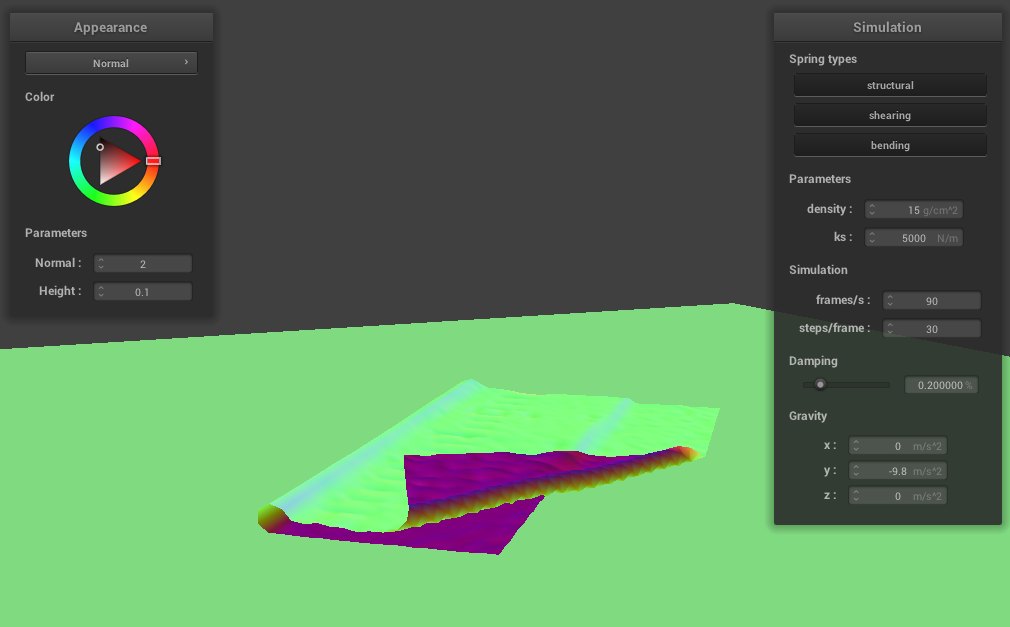 Appearance
Normal
Color
Parameters
Normal : 2
Height : 0.1
Simulation
Spring types
structural
shearing
bending
Parameters
density : 15 g/cm^2
ks : 5000 N/m
Simulation
frames/s : 90
steps/frame : 30
Damping
0.200000 %
Gravity
x : 0 m/s^2
y : -9.8 m/s^2
z : 0 m/s^2